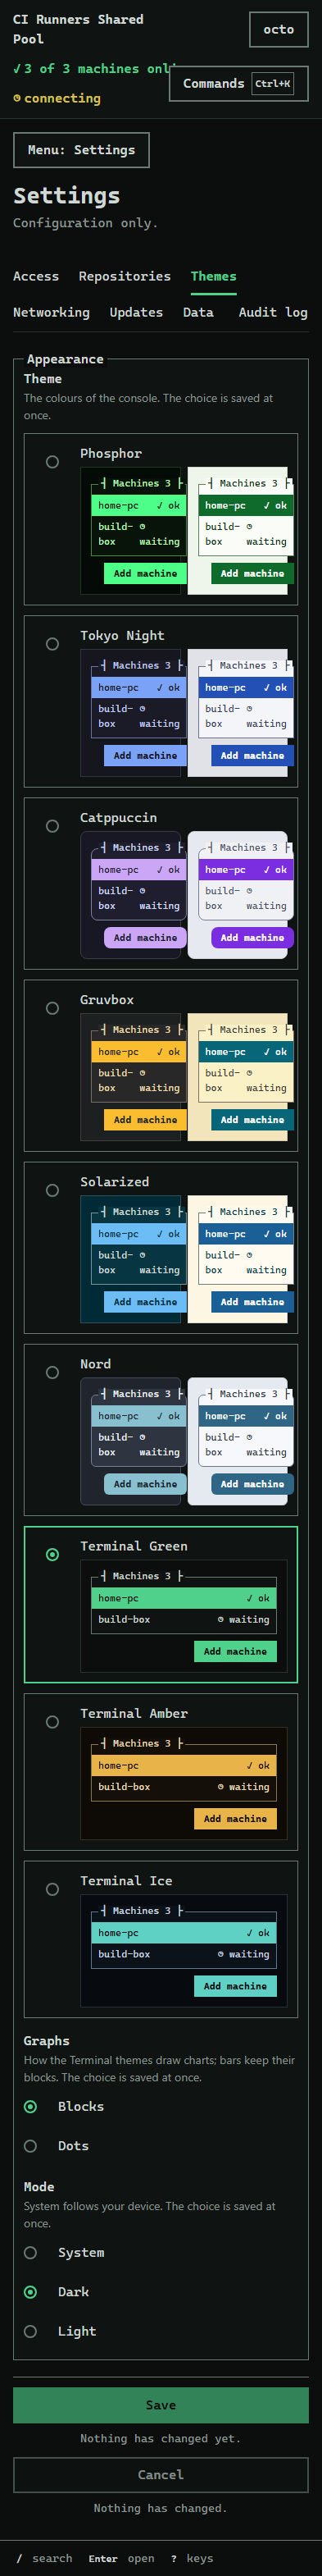 CI Runners Shared
Pool
octo
✓ 3 of 3 machines onl
Commands Ctrl+K
connecting
Menu: Settings
Settings
Configuration only.
Access Repositories Themes
Networking Updates Data Audit log
Appearance
Theme
The colours of the console. The choice is saved at
once.
Phosphor
Machines 3 Machines 3
home-pc ✓ ok home-pc ✓ ok
build- build-
box waiting box waiting
Add machine Add machine
Tokyo Night
Machines 3 Machines 3
home-pc ✓ ok home-pc ✓ ok
build- build-
box waiting box waiting
Add machine Add machine
Catppuccin
Machines 3 Machines 3
home-pc ✓ ok home-pc ✓ ok
build- build-
box waiting box waiting
Add machine Add machine
Gruvbox
Machines 3 Machines 3
home-pc ✓ ok home-pc ✓ ok
build- build-
box waiting box waiting
Add machine Add machine
Solarized
Machines 3 Machines 3
home-pc ✓ ok home-pc ✓ ok
build- build-
box waiting box waiting
Add machine Add machine
Nord
Machines 3 Machines 3
home-pc ✓ ok home-pc ✓ ok
build- build-
box waiting box waiting
Add machine Add machine
Terminal Green
Machines 3
home-pc ✓ ok
build-box waiting
Add machine
Terminal Amber
Machines 3
home-pc ✓ ok
build-box waiting
Add machine
Terminal Ice
Machines 3
home-pc ✓ ok
build-box waiting
Add machine
Graphs
How the Terminal themes draw charts; bars keep their
blocks. The choice is saved at once.
Blocks
Dots
Mode
System follows your device. The choice is saved at
once.
System
Dark
Light
Save
Nothing has changed yet.
Cancel
Nothing has changed.
/ search Enter open ? keys